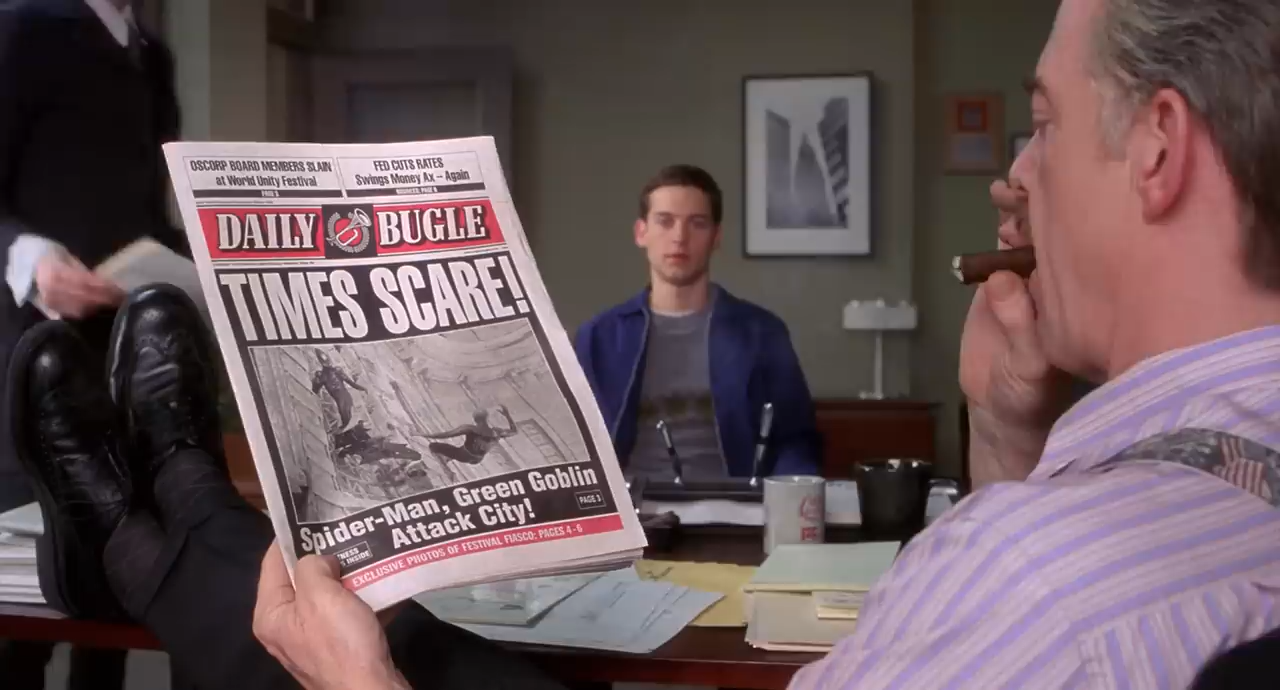 OSCORP BOARD MEMBERS SLAIN
at World Unity Festival
PAGE 3
FED CUTS RATES
Swings Money Ax – Again
BUSINESS, PAGE 6
DAILY BUGLE
TIMES SCARE!
Spider-Man, Green Goblin
Attack City!
PAGE 3
EXCLUSIVE PHOTOS OF FESTIVAL FIASCO: PAGES 4-6